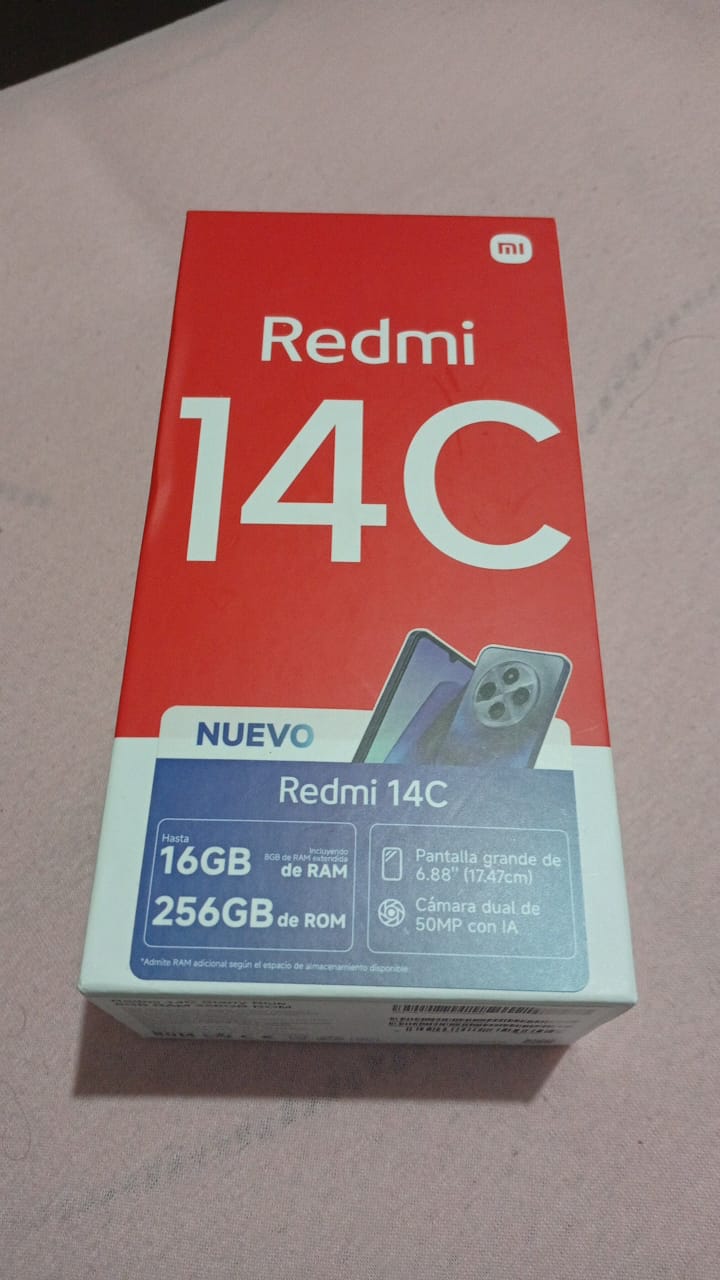 mi
Redmi
14C
NUEVO
Redmi 14C
Hasta
16GB
Incluyendo
8GB de RAM extendida
de RAM
256GB de ROM
Pantalla grande de
6.88" (17.47cm)
Cámara dual de
50MP con IA
*Admite RAM adicional según el espacio de almacenamiento disponible.